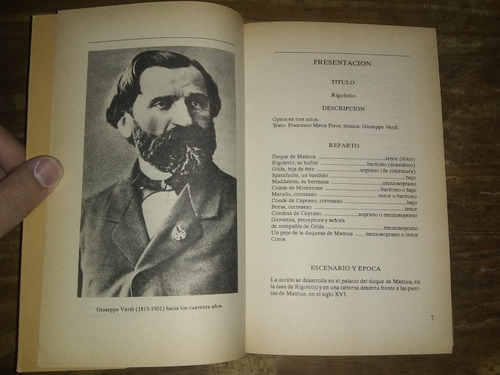 Giuseppe Verdi (1813-1901) hacia los cuarenta años
PRESENTACION
TITULO
Rigoletto
DESCRIPCION
Opera en tres actos.
Texto: Francesco Maria Piave; música: Giuseppe Verdi.
REPARTO
Duque de Mantua tenor (lírico)
Rigoletto, su bufón barítono (dramático)
Gilda, hija de éste soprano (de coloratura)
Sparafucile, un bandido bajo
Maddalena, su hermana mezzosoprano
Conde de Monterone barítono o bajo
Marullo, cortesano tenor o barítono
Conde de Ceprano, cortesano bajo
Borsa, cortesano tenor
Condesa de Ceprano soprano o mezzosoprano
Giovanna, preceptora y señora
de compañía de Gilda mezzosoprano
Un paje de la duquesa de Mantua mezzosoprano o tenor
Coros
ESCENARIO Y EPOCA
La acción se desarrolla en el palacio del duque de Mantua, en
la casa de Rigoletto y en una taberna desierta frente a las puer-
tas de Mantua, en el siglo XVI.
7